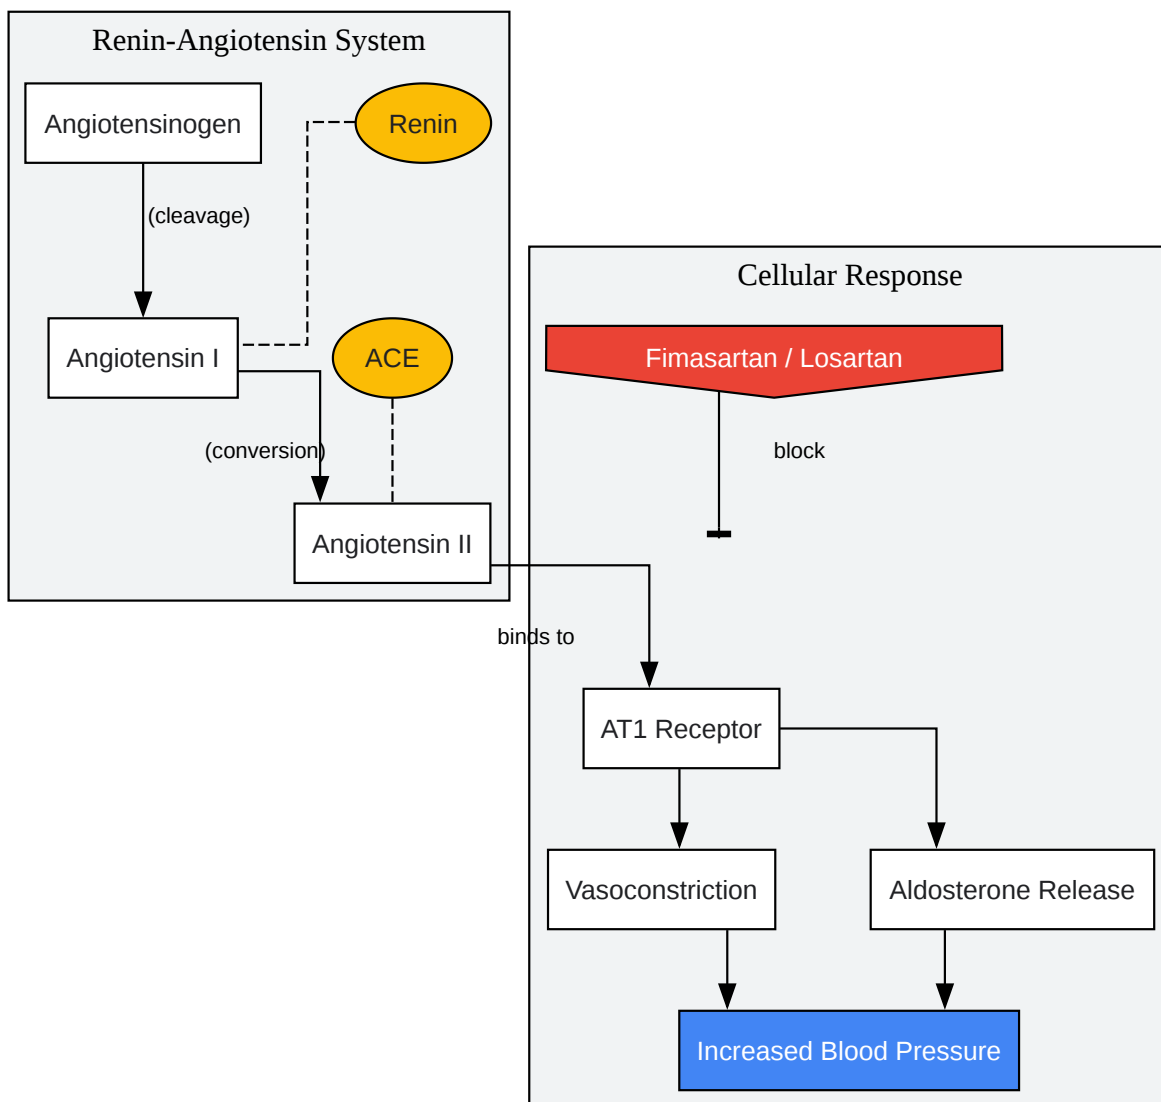 Renin-Angiotensin System
Angiotensinogen
Renin
(cleavage)
Angiotensin I
ACE
(conversion)
Angiotensin II
Cellular Response
Fimasartan / Losartan
block
binds to
AT1 Receptor
Vasoconstriction
Aldosterone Release
Increased Blood Pressure